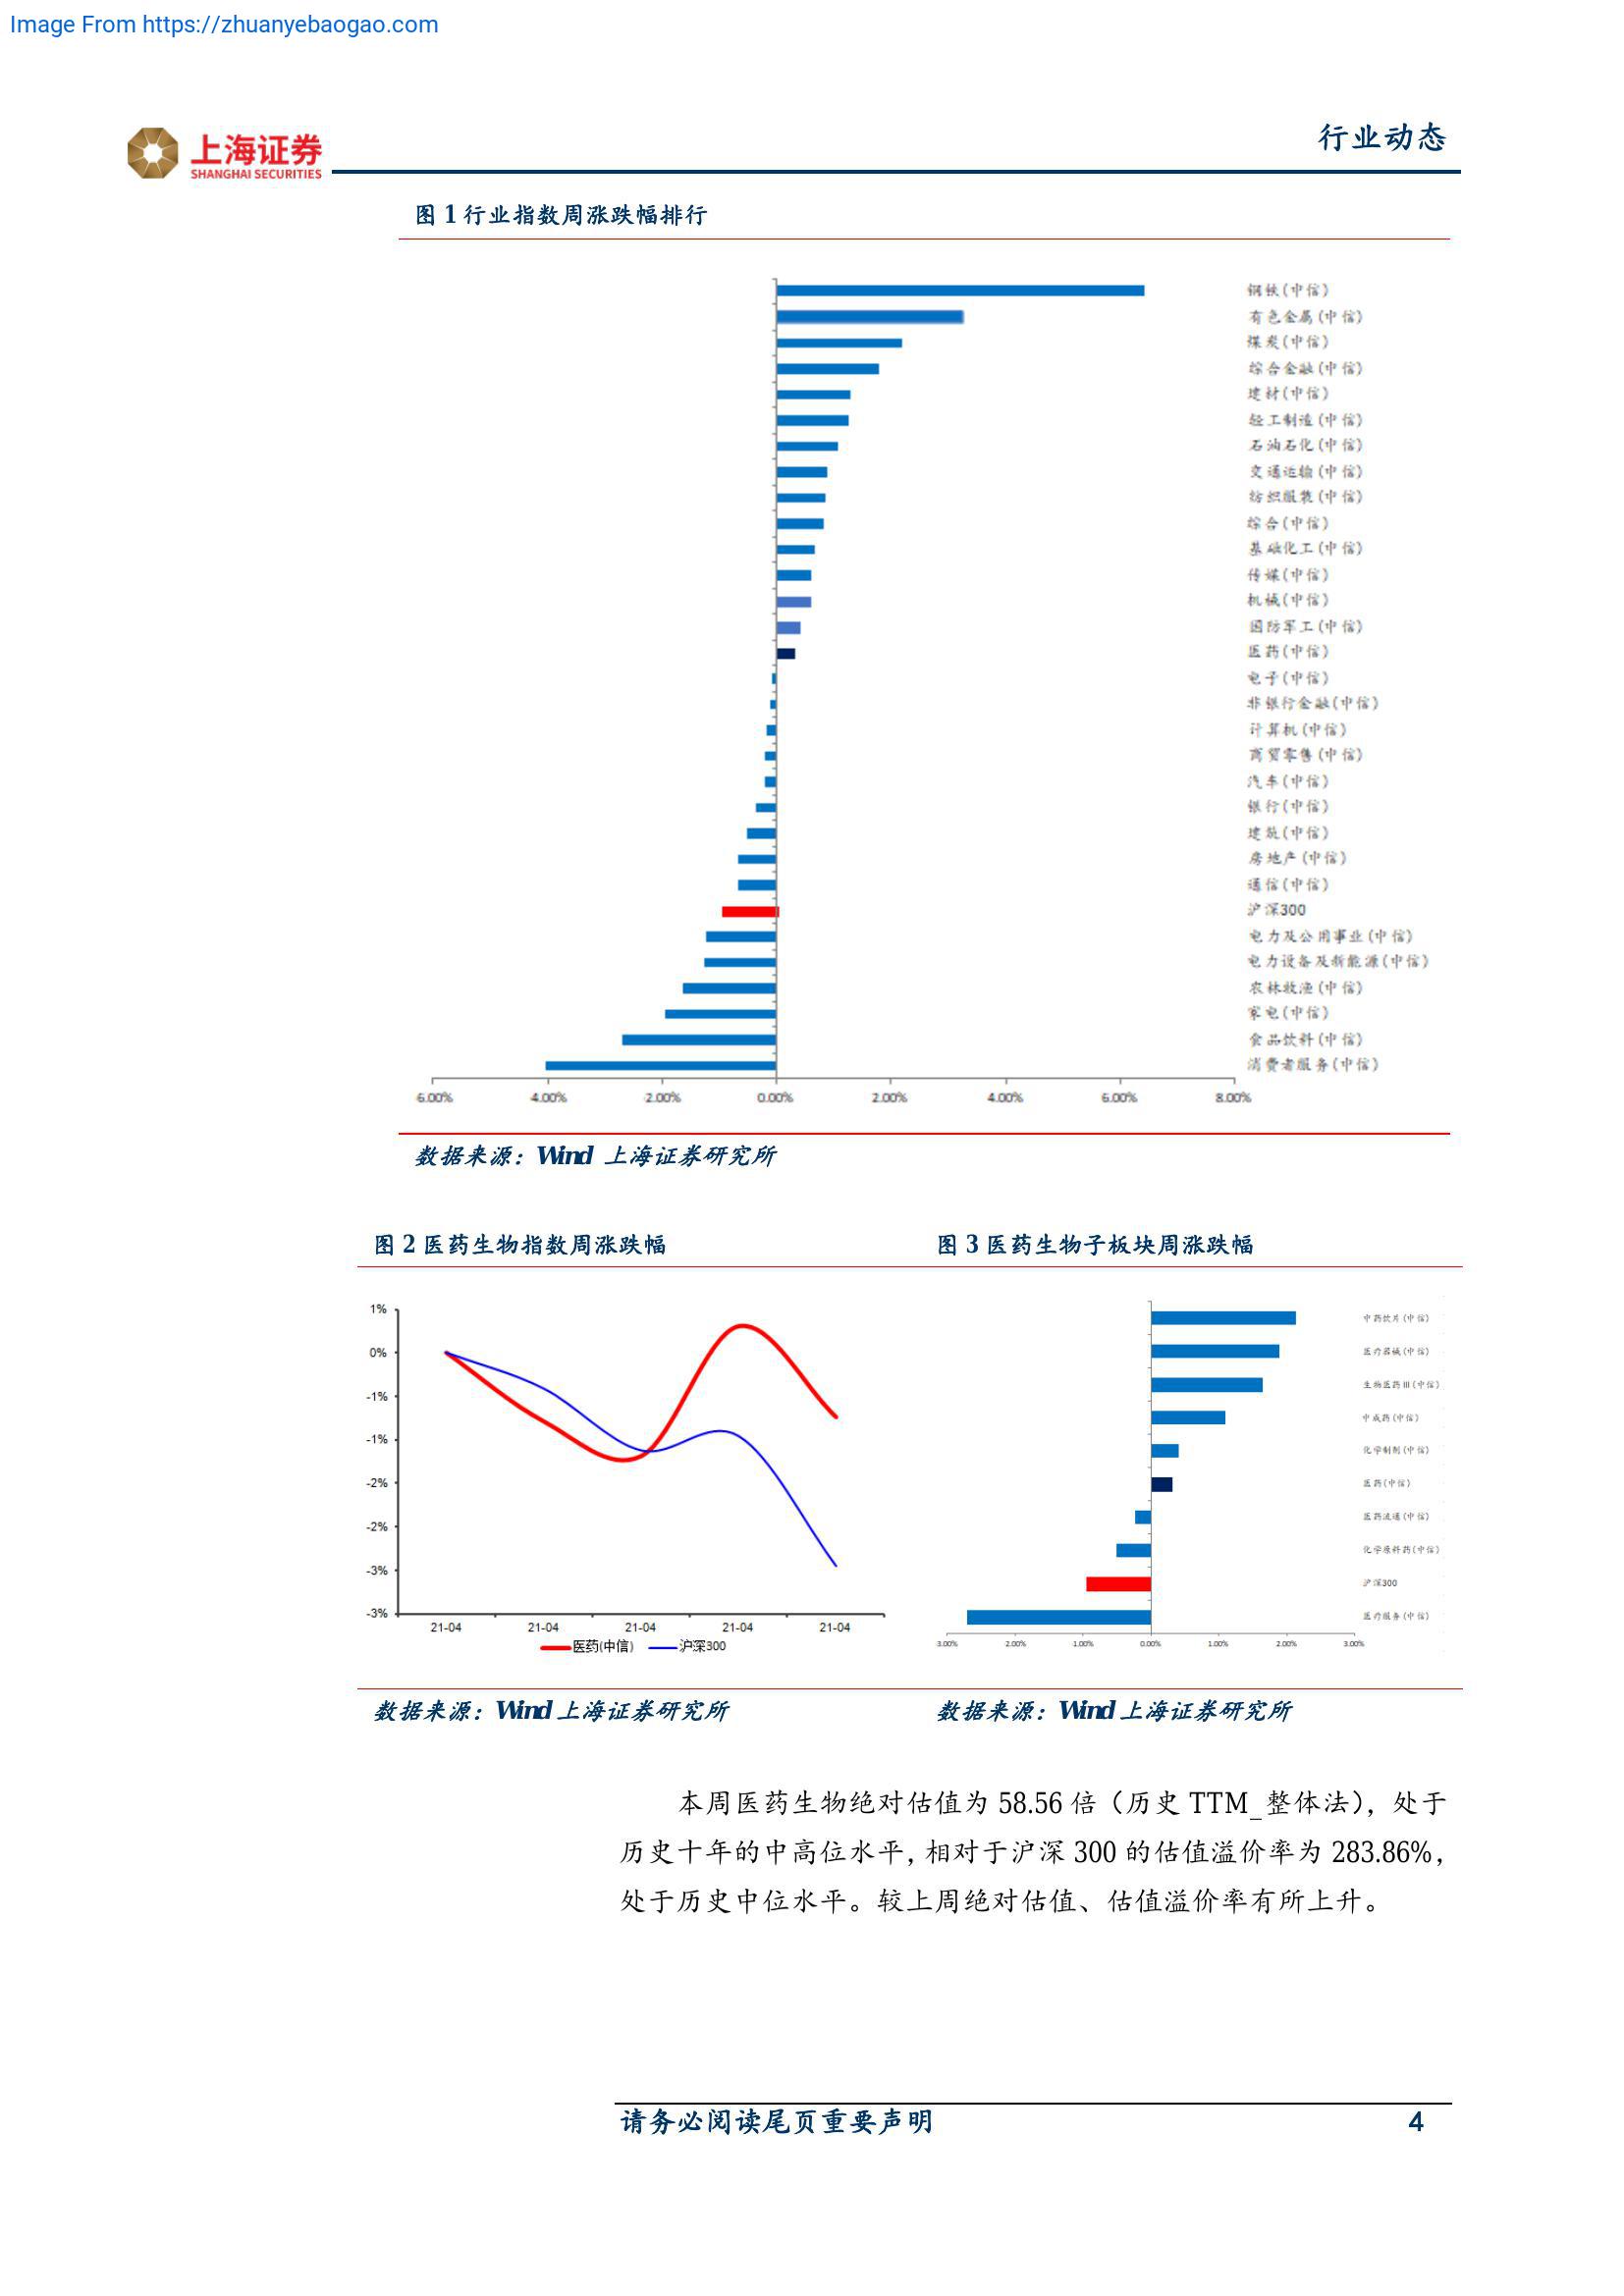 Image From https://zhuanyebaogao.com
上海证券
SHANGHAI SECURITIES
行业动态
图 1 行业指数周涨跌幅排行
钢铁(中信)
有色金属(中信)
煤炭(中信)
综合金融(中信)
建材(中信)
轻工制造(中信)
石油石化(中信)
交通运输(中信)
纺织服装(中信)
综合(中信)
基础化工(中信)
传媒(中信)
机械(中信)
国防军工(中信)
医药(中信)
电子(中信)
非银行金融(中信)
计算机(中信)
商贸零售(中信)
汽车(中信)
银行(中信)
建筑(中信)
房地产(中信)
通信(中信)
沪深300
电力及公用事业(中信)
电力设备及新能源(中信)
农林牧渔(中信)
家电(中信)
食品饮料(中信)
消费者服务(中信)
6.00% 4.00% 2.00% 0.00% 2.00% 4.00% 6.00% 8.00%
数据来源：Wind 上海证券研究所
图 2 医药生物指数周涨跌幅
1%
0%
-1%
-1%
-2%
-2%
-3%
-3%
21-04 21-04 21-04 21-04 21-04
医药(中信) 沪深300
数据来源：Wind 上海证券研究所
图 3 医药生物子板块周涨跌幅
中药饮片(中信)
医疗器械(中信)
生物医药III(中信)
中成药(中信)
化学制剂(中信)
医药(中信)
医药流通(中信)
化学原料药(中信)
沪深300
医疗服务(中信)
3.00% 2.00% 1.00% 0.00% 1.00% 2.00% 3.00%
数据来源：Wind 上海证券研究所
本周医药生物绝对估值为 58.56 倍（历史 TTM_整体法），处于
历史十年的中高位水平，相对于沪深 300 的估值溢价率为 283.86%，
处于历史中位水平。较上周绝对估值、估值溢价率有所上升。
请务必阅读尾页重要声明 4